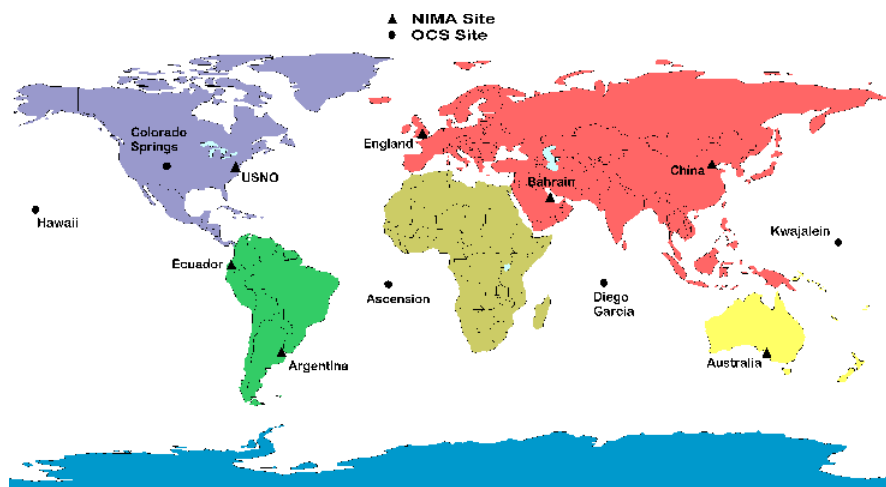 NIMA Site
OCS Site
Colorado
Springs
USNO
Hawaii
England
Bahrain
China
Kwajalein
Ecuador
Ascension
Diego
Garcia
Argentina
Australia